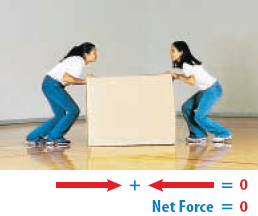 + = 0
Net Force = 0